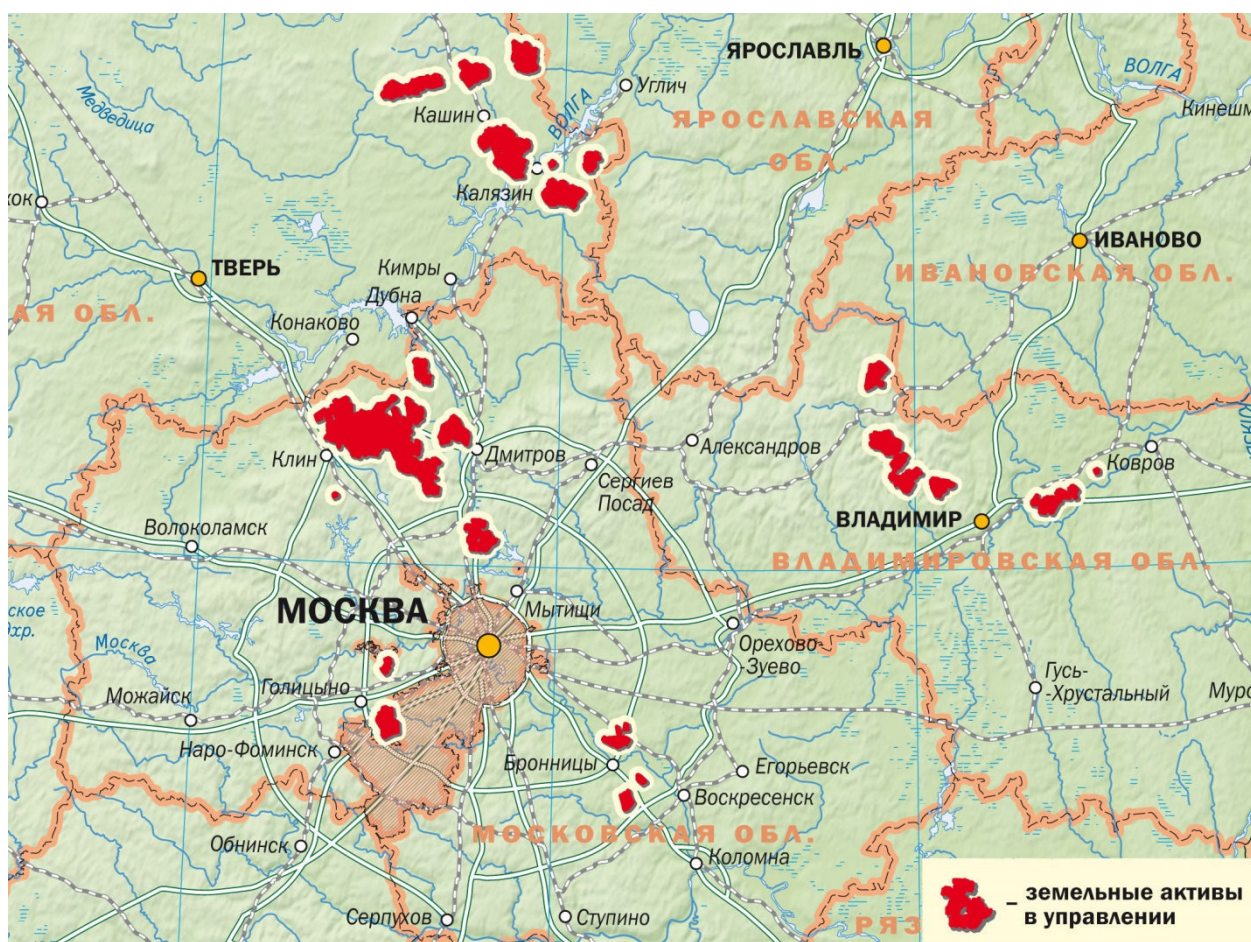 ЯРОСЛАВЛЬ
ВОЛГА
Кинешм
Медведица
Углич
Кашин
ВОЛГА
ЯРОСЛАВСКАЯ
ОБЛ.
Калязин
жок
ТВЕРЬ
ИВАНОВО
ИВАНОВСКАЯ ОБЛ.
АЯ ОБЛ.
Кимры
Дубна
Конаково
Клин
Дмитров
Александров
Сергиев
Посад
Ковров
Волоколамск
ВЛАДИМИР
ВЛАДИМИРОВСКАЯ ОБЛ.
ское
дхр.
МОСКВА
Мытищи
Москва
Орехово-
-Зуево
Голицыно
Можайск
Гусь-
-Хрустальный
Муро
Наро-Фоминск
Бронницы
Егорьевск
Воскресенск
МОСКОВСКАЯ ОБЛ.
Обнинск
Коломна
Серпухов
Ступино
РЯЗ
– земельные активы
в управлении